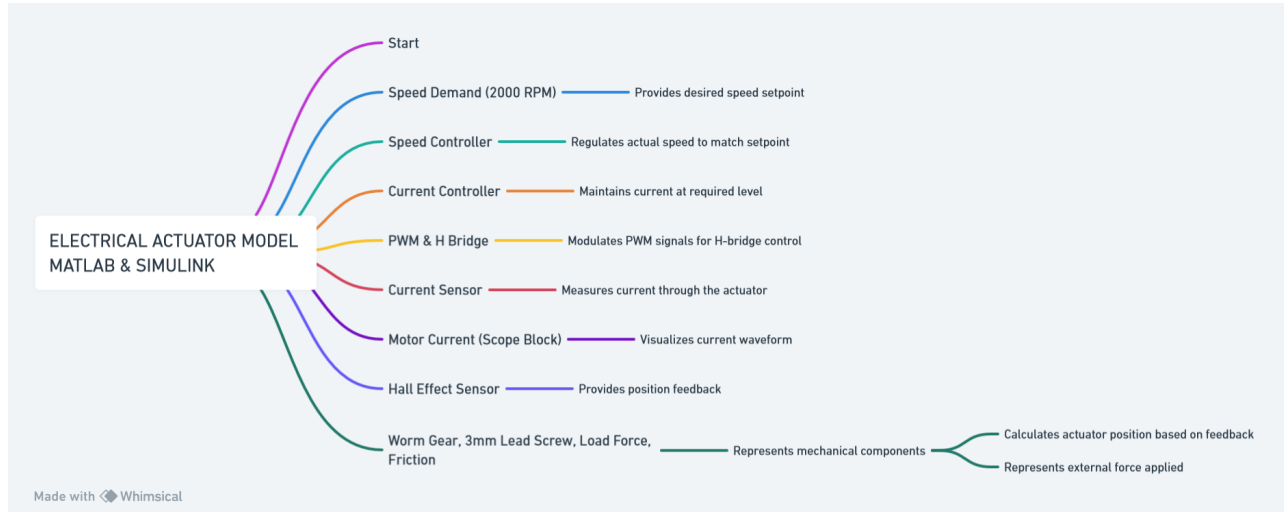 Start
Speed Demand (2000 RPM) Provides desired speed setpoint
Speed Controller Regulates actual speed to match setpoint
Current Controller Maintains current at required level
ELECTRICAL ACTUATOR MODEL
MATLAB & SIMULINK
PWM & H Bridge Modulates PWM signals for H-bridge control
Current Sensor Measures current through the actuator
Motor Current (Scope Block) Visualizes current waveform
Hall Effect Sensor Provides position feedback
Worm Gear, 3mm Lead Screw, Load Force,
Friction
Represents mechanical components
Calculates actuator position based on feedback
Represents external force applied
Made with Whimsical